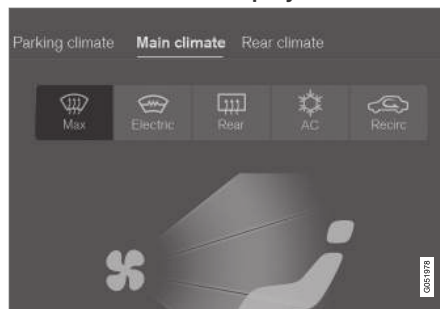 Parking climate Main climate Rear climate
Max Electric Rear AC Recirc
G051978